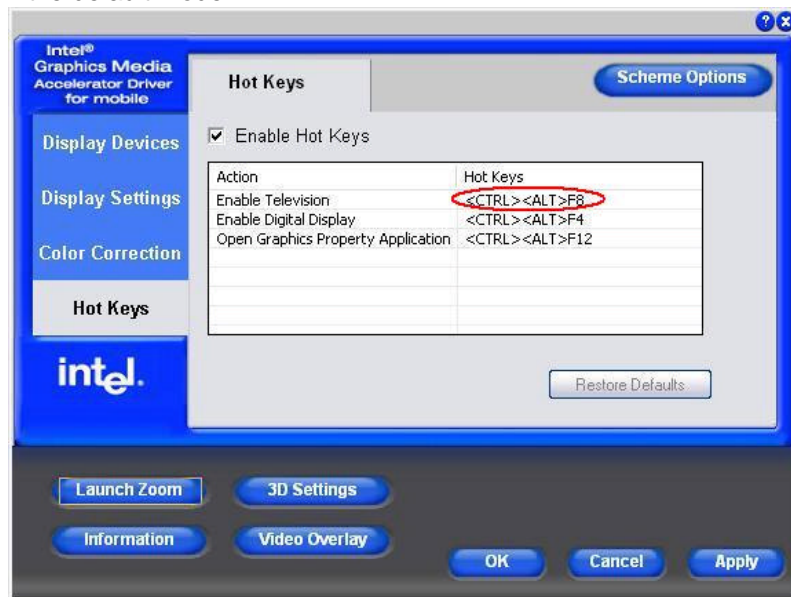 Intel®
Graphics Media
Accelerator Driver
for mobile
Hot Keys
Scheme Options
Display Devices
Display Settings
Color Correction
Hot Keys
Enable Hot Keys
Action Hot Keys
Enable Television <CTRL><ALT>F8
Enable Digital Display <CTRL><ALT>F4
Open Graphics Property Application <CTRL><ALT>F12
intel.
Restore Defaults
Launch Zoom 3D Settings
Information Video Overlay
OK Cancel Apply